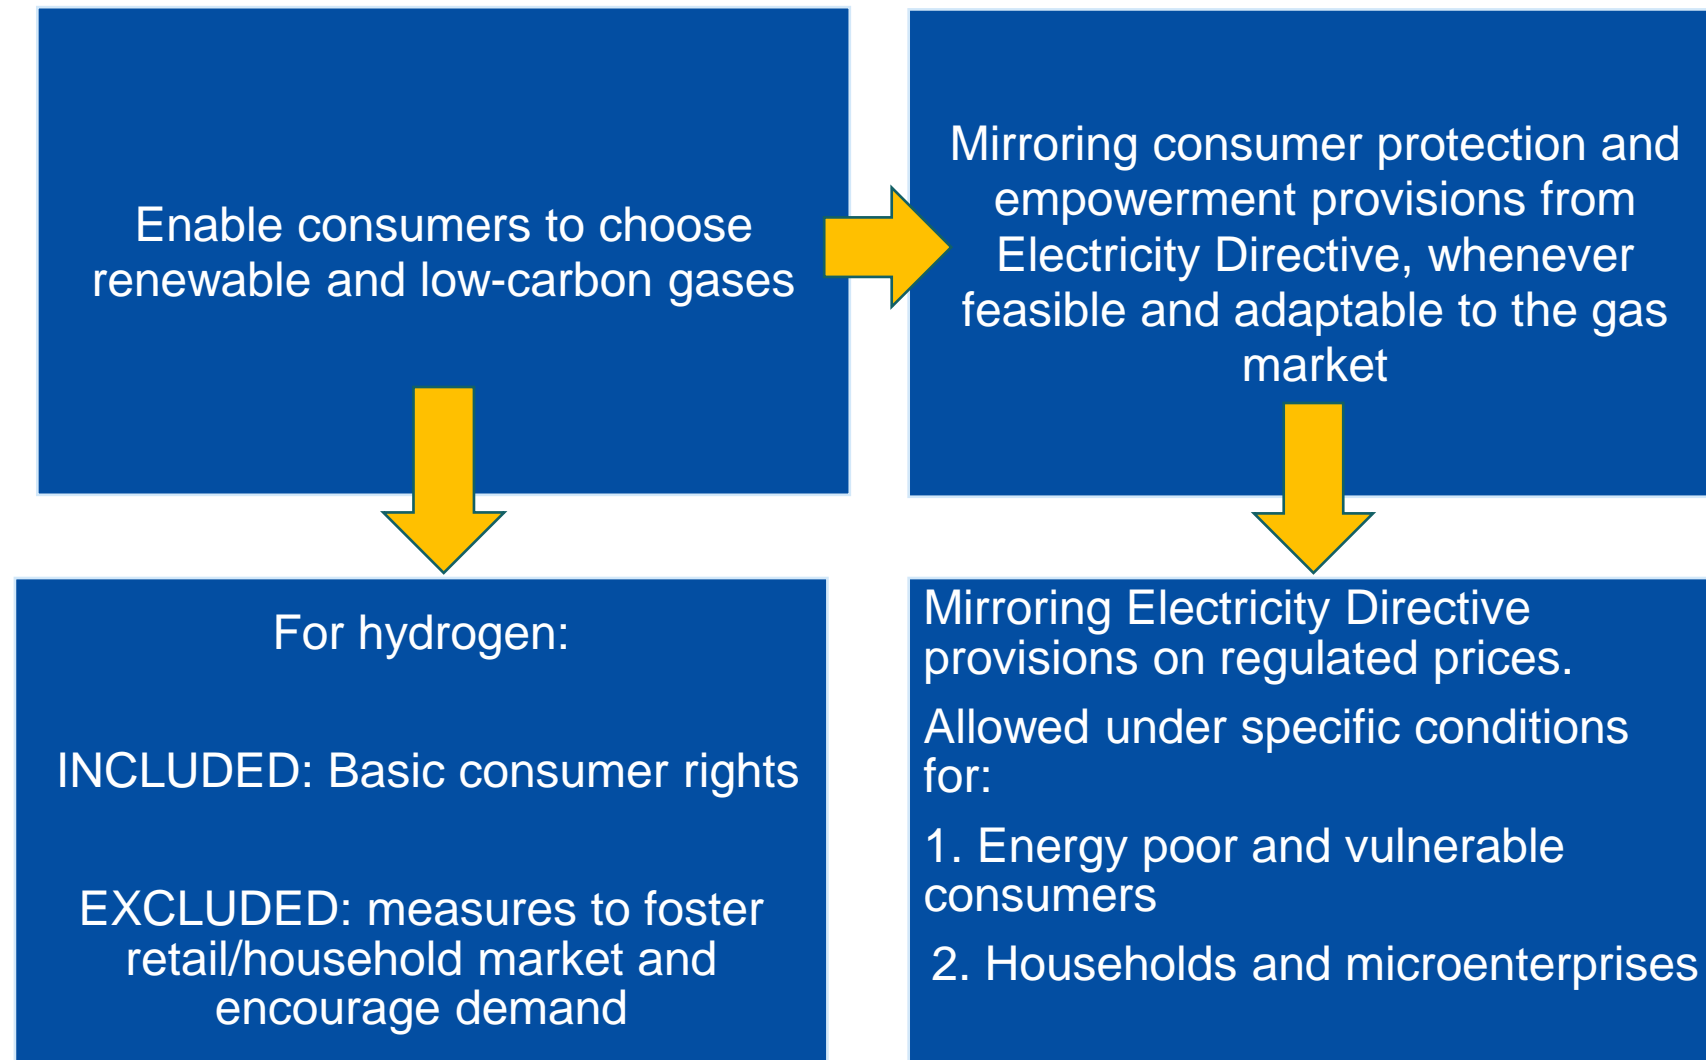 Enable consumers to choose
renewable and low-carbon gases
Mirroring consumer protection and
empowerment provisions from
Electricity Directive, whenever
feasible and adaptable to the gas
market
For hydrogen:
INCLUDED: Basic consumer rights
EXCLUDED: measures to foster
retail/household market and
encourage demand
Mirroring Electricity Directive
provisions on regulated prices.
Allowed under specific conditions
for:
1. Energy poor and vulnerable
consumers
2. Households and microenterprises